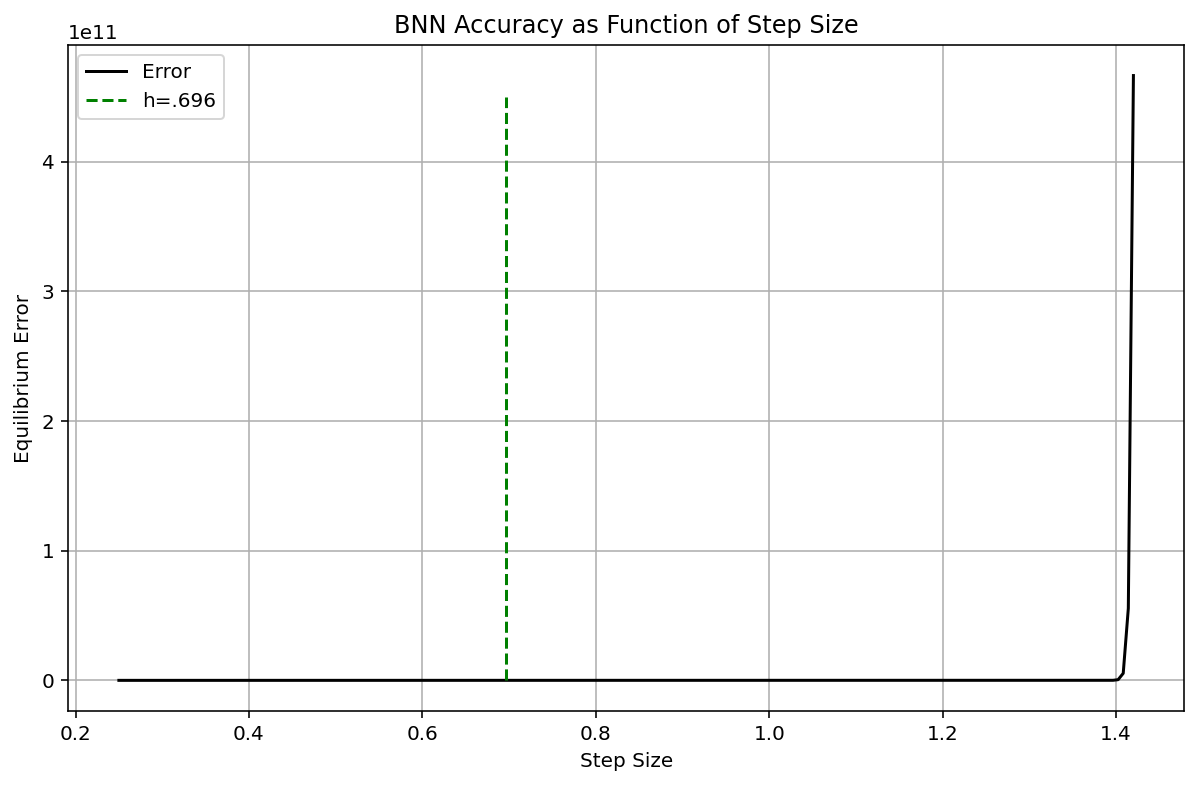 BNN Accuracy as Function of Step Size
1e11
Error
h=.696
4
3
2
1
0
Equilibrium Error
0.2 0.4 0.6 0.8 1.0 1.2 1.4
Step Size